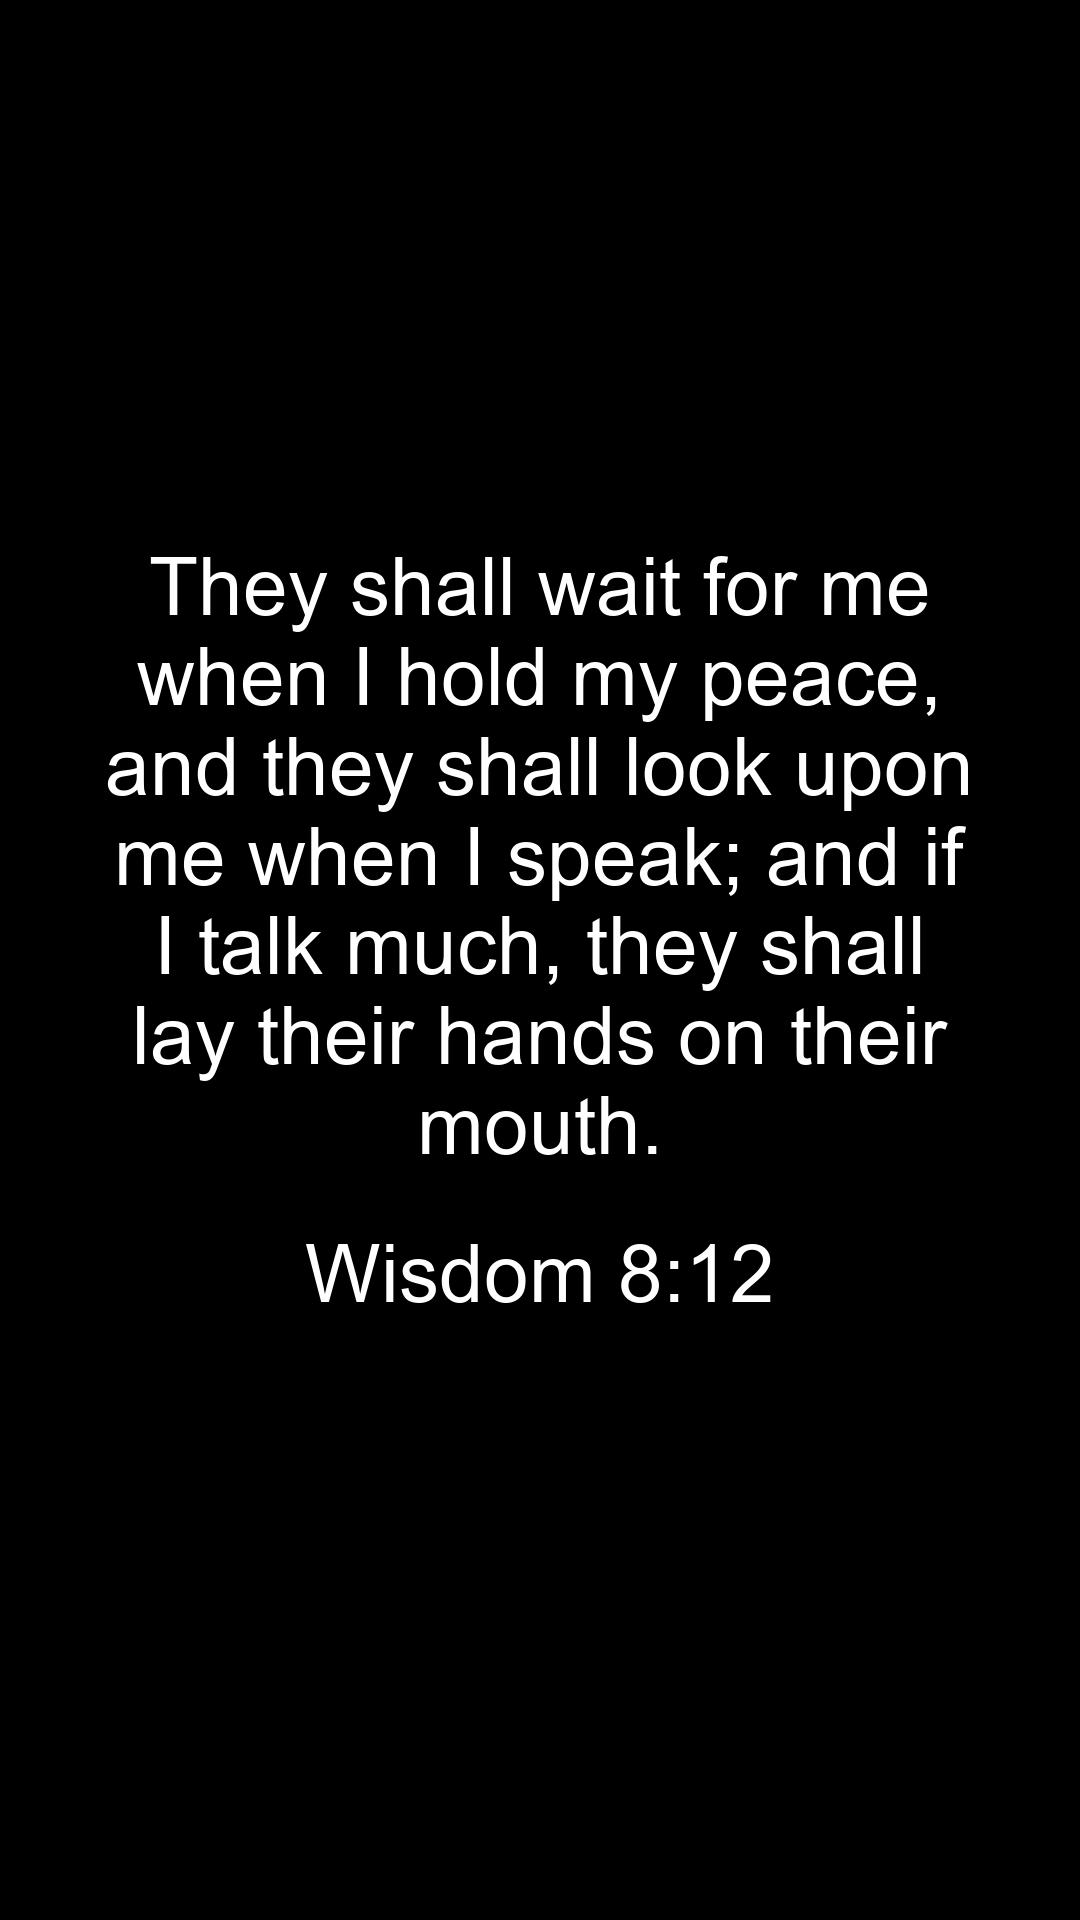 They shall wait for me
when I hold my peace,
and they shall look upon
me when I speak; and if
I talk much, they shall
lay their hands on their
mouth.
Wisdom 8:12